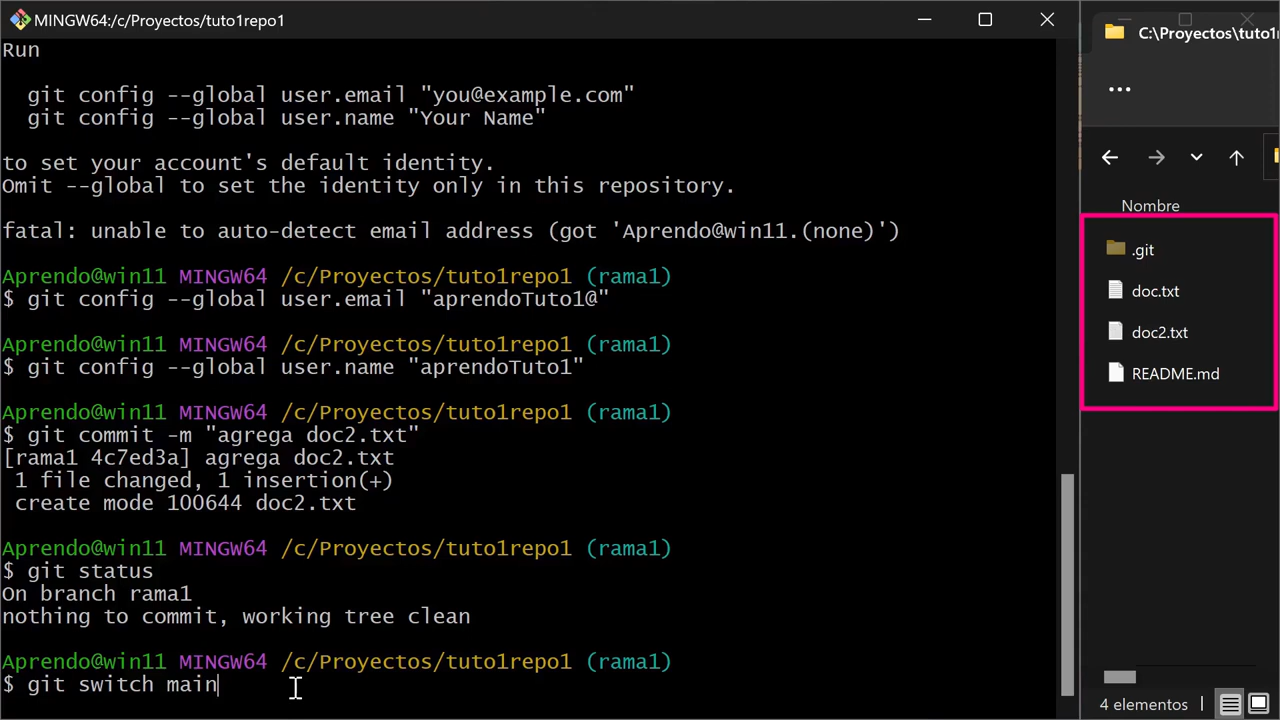 MINGW64:/c/Proyectos/tuto1repo1
Run
git config --global user.email "you@example.com"
git config --global user.name "Your Name"
to set your account's default identity.
Omit --global to set the identity only in this repository.
fatal: unable to auto-detect email address (got 'Aprendo@win11.(none)')
Aprendo@win11 MINGW64 /c/Proyectos/tuto1repo1 (rama1)
$ git config --global user.email "aprendoTuto1@"
Aprendo@win11 MINGW64 /c/Proyectos/tuto1repo1 (rama1)
$ git config --global user.name "aprendoTuto1"
Aprendo@win11 MINGW64 /c/Proyectos/tuto1repo1 (rama1)
$ git commit -m "agrega doc2.txt"
[rama1 4c7ed3a] agrega doc2.txt
1 file changed, 1 insertion(+)
create mode 100644 doc2.txt
Aprendo@win11 MINGW64 /c/Proyectos/tuto1repo1 (rama1)
$ git status
On branch rama1
nothing to commit, working tree clean
Aprendo@win11 MINGW64 /c/Proyectos/tuto1repo1 (rama1)
$ git switch main
C:\Proyectos\tuto1r
Nombre
.git
doc.txt
doc2.txt
README.md
4 elementos